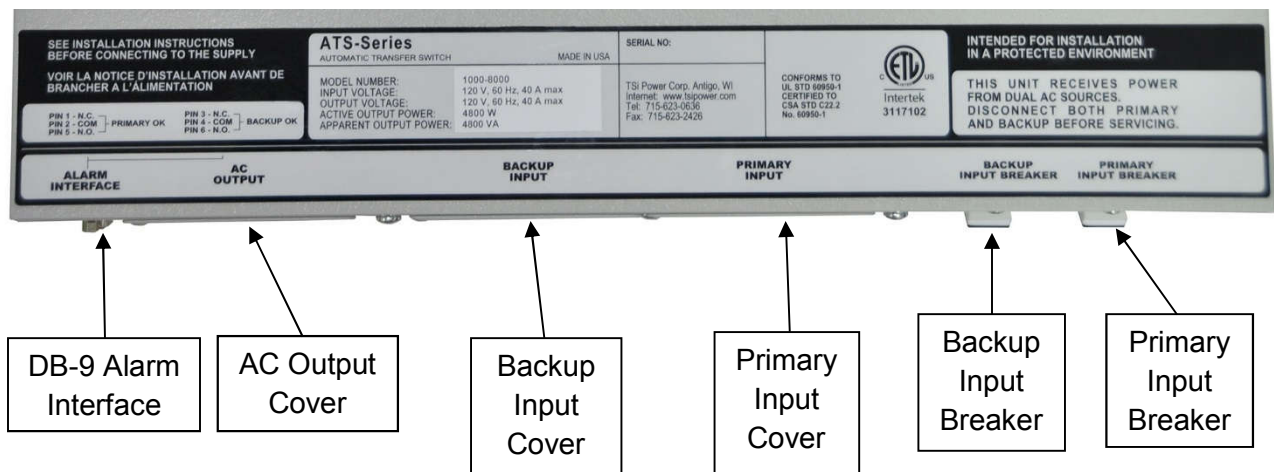 SEE INSTALLATION INSTRUCTIONS
BEFORE CONNECTING TO THE SUPPLY
VOIR LA NOTICE D'INSTALLATION AVANT DE
BRANCHER A L'ÁLIMENTATION
PIN 1 - N.C.
PIN 2 - COM
PIN 5 - N.O.
PRIMARY OK
PIN 3 - N.C.
PIN 4 - COM
PIN 6 - N.O.
BACKUP OK
ATS-Series
AUTOMATIC TRANSFER SWITCH MADE IN USA
MODEL NUMBER: 1000-8000
INPUT VOLTAGE: 120 V, 60 Hz, 40 A max
OUTPUT VOLTAGE: 120 V, 60 Hz, 40 A max
ACTIVE OUTPUT POWER: 4800 W
APPARENT OUTPUT POWER: 4800 VA
SERIAL NO:
TSi Power Corp. Antigo, WI
Internet: www.tsipower.com
Tel: 715-623-0636
Fax: 715-623-2426
CONFORMS TO
UL STD 60950-1
CERTIFIED TO
CSA STD C22.2
No. 60950-1
C ETL US
Intertek
3117102
INTENDED FOR INSTALLATION
IN A PROTECTED ENVIRONMENT
THIS UNIT RECEIVES POWER
FROM DUAL AC SOURCES.
DISCONNECT BOTH PRIMARY
AND BACKUP BEFORE SERVICING.
ALARM
INTERFACE
AC
OUTPUT
BACKUP
INPUT
PRIMARY
INPUT
BACKUP
INPUT BREAKER
PRIMARY
INPUT BREAKER
DB-9 Alarm
Interface
AC Output
Cover
Backup
Input
Cover
Primary
Input
Cover
Backup
Input
Breaker
Primary
Input
Breaker